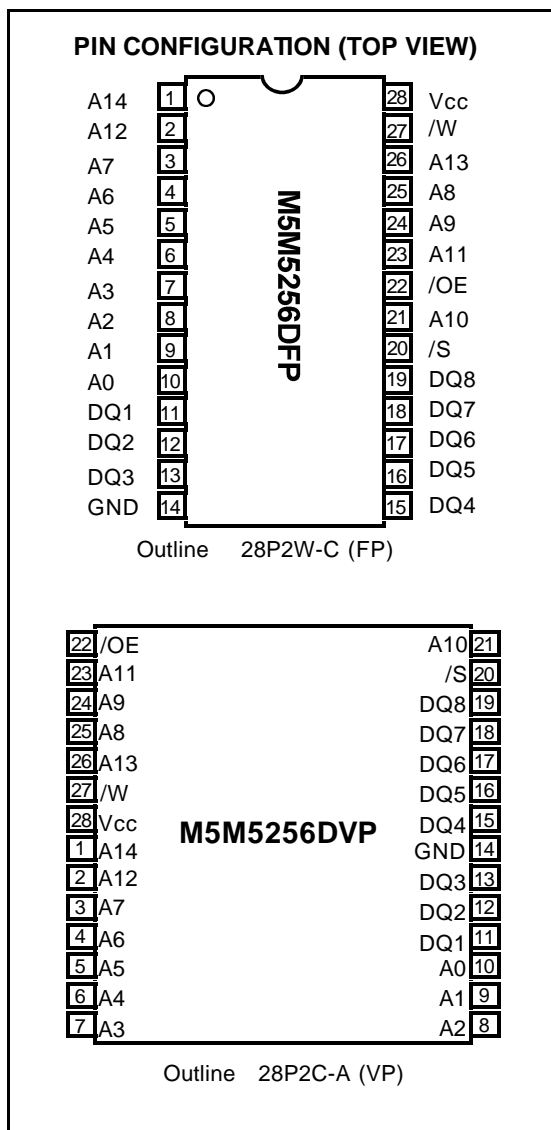 PIN CONFIGURATION (TOP VIEW)
A14 1 28 Vcc
A12 2 27 /W
A7 3 26 A13
A6 4 25 A8
A5 5 24 A9
A4 6 23 A11
A3 7 22 /OE
A2 8 21 A10
A1 9 20 /S
A0 10 19 DQ8
DQ1 11 18 DQ7
DQ2 12 17 DQ6
DQ3 13 16 DQ5
GND 14 15 DQ4
M5M5256DFP
Outline 28P2W-C (FP)
22 /OE A10 21
23 A11 /S 20
24 A9 DQ8 19
25 A8 DQ7 18
26 A13 DQ6 17
27 /W DQ5 16
28 Vcc DQ4 15
1 A14 GND 14
2 A12 DQ3 13
3 A7 DQ2 12
4 A6 DQ1 11
5 A5 A0 10
6 A4 A1 9
7 A3 A2 8
M5M5256DVP
Outline 28P2C-A (VP)